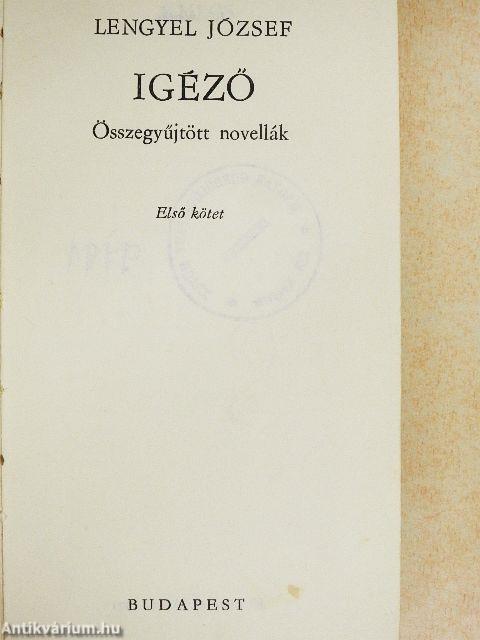 LENGYEL JÓZSEF
IGÉZŐ
Összegyűjtött novellák
Első kötet
BUDAPEST
Antikvárium.hu